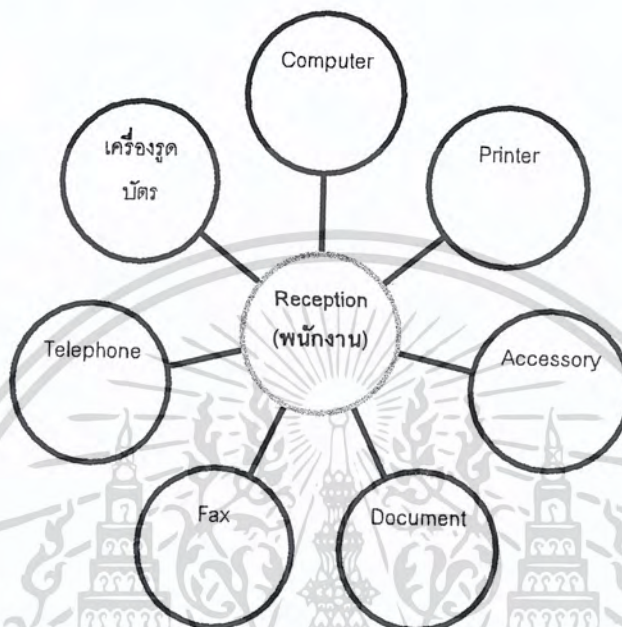 Computer
Printer
เครื่องรูด
บัตร
Reception
(พนักงาน)
Telephone
Accessory
Fax
Document